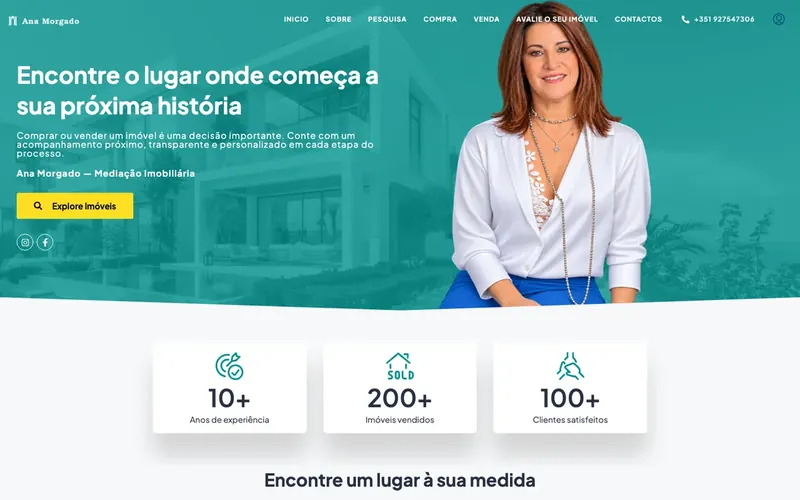 Ana Morgado
INICIO
SOBRE
PESQUISA
COMPRA
VENDA
AVALIE O SEU IMÓVEL
CONTACTOS
+351 927547306
Encontre o lugar onde começa a
sua próxima história
Comprar ou vender um imóvel é uma decisão importante. Conte com um
acompanhamento próximo, transparente e personalizado em cada etapa do
processo.
Ana Morgado — Mediação Imobiliária
Explore Imóveis
SOLD
10+
200+
100+
Anos de experiência
Imóveis vendidos
Clientes satisfeitos
Encontre um lugar à sua medida